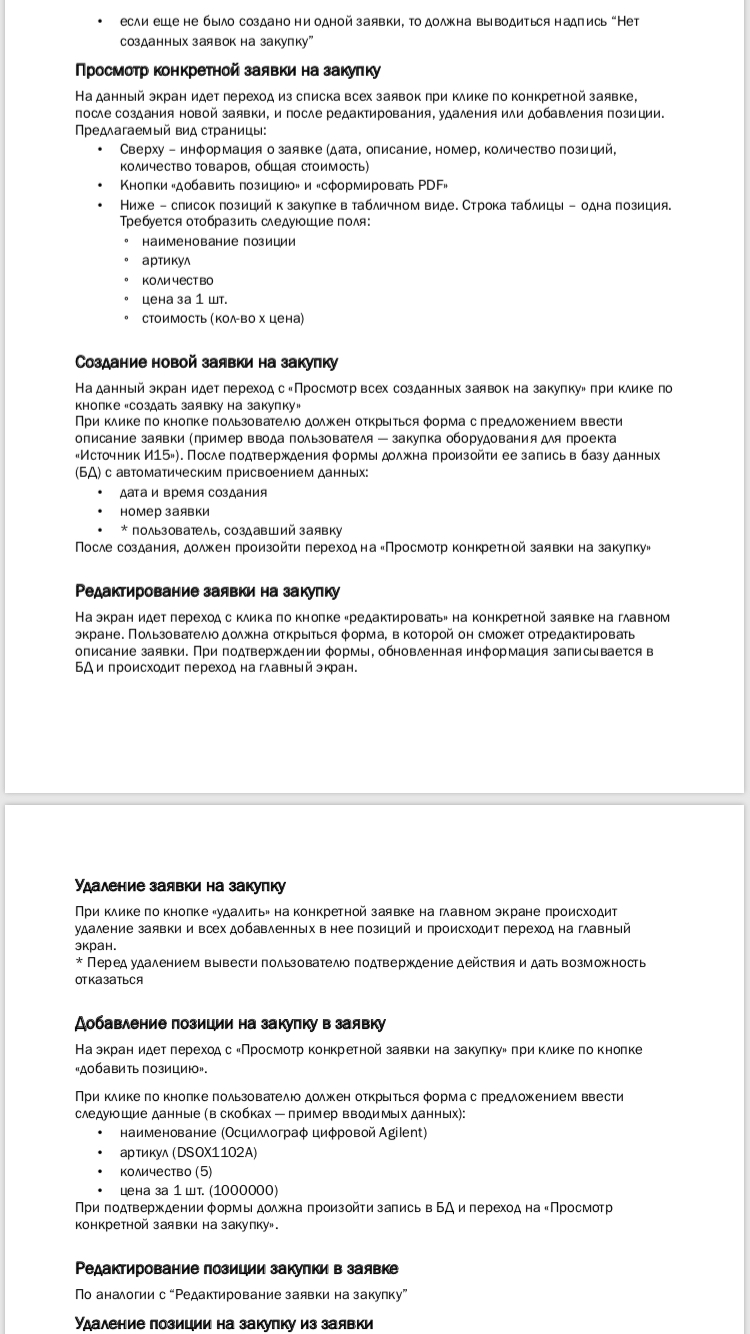 • если еще не было создано ни одной заявки, то должна выводиться надпись “Нет
созданных заявок на закупку”
Просмотр конкретной заявки на закупку
На данный экран идет переход из списка всех заявок при клике по конкретной заявке,
после создания новой заявки, и после редактирования, удаления или добавления позиции.
Предлагаемый вид страницы:
• Сверху – информация о заявке (дата, описание, номер, количество позиций,
количество товаров, общая стоимость)
• Кнопки «добавить позицию» и «сформировать PDF»
• Ниже – список позиций к закупке в табличном виде. Строка таблицы – одна позиция.
Требуется отобразить следующие поля:
◦ наименование позиции
◦ артикул
◦ количество
◦ цена за 1 шт.
◦ стоимость (кол-во х цена)
Создание новой заявки на закупку
На данный экран идет переход с «Просмотр всех созданных заявок на закупку» при клике по
кнопке «создать заявку на закупку»
При клике по кнопке пользователю должен открыться форма с предложением ввести
описание заявки (пример ввода пользователя — закупка оборудования для проекта
«Источник И15»). После подтверждения формы должна произойти ее запись в базу данных
(БД) с автоматическим присвоением данных:
• дата и время создания
• номер заявки
• * пользователь, создавший заявку
После создания, должен произойти переход на «Просмотр конкретной заявки на закупку»
Редактирование заявки на закупку
На экран идет переход с клика по кнопке «редактировать» на конкретной заявке на главном
экране. Пользователю должна открыться форма, в которой он сможет отредактировать
описание заявки. При подтверждении формы, обновленная информация записывается в
БД и происходит переход на главный экран.
Удаление заявки на закупку
При клике по кнопке «удалить» на конкретной заявке на главном экране происходит
удаление заявки и всех добавленных в нее позиций и происходит переход на главный
экран.
* Перед удалением вывести пользователю подтверждение действия и дать возможность
отказаться
Добавление позиции на закупку в заявку
На экран идет переход с «Просмотр конкретной заявки на закупку» при клике по кнопке
«добавить позицию».
При клике по кнопке пользователю должен открыться форма с предложением ввести
следующие данные (в скобках — пример вводимых данных):
• наименование (Осциллограф цифровой Agilent)
• артикул (DSOX1102A)
• количество (5)
• цена за 1 шт. (1000000)
При подтверждении формы должна произойти запись в БД и переход на «Просмотр
конкретной заявки на закупку».
Редактирование позиции закупки в заявке
По аналогии с “Редактирование заявки на закупку”
Удаление позиции на закупку из заявки